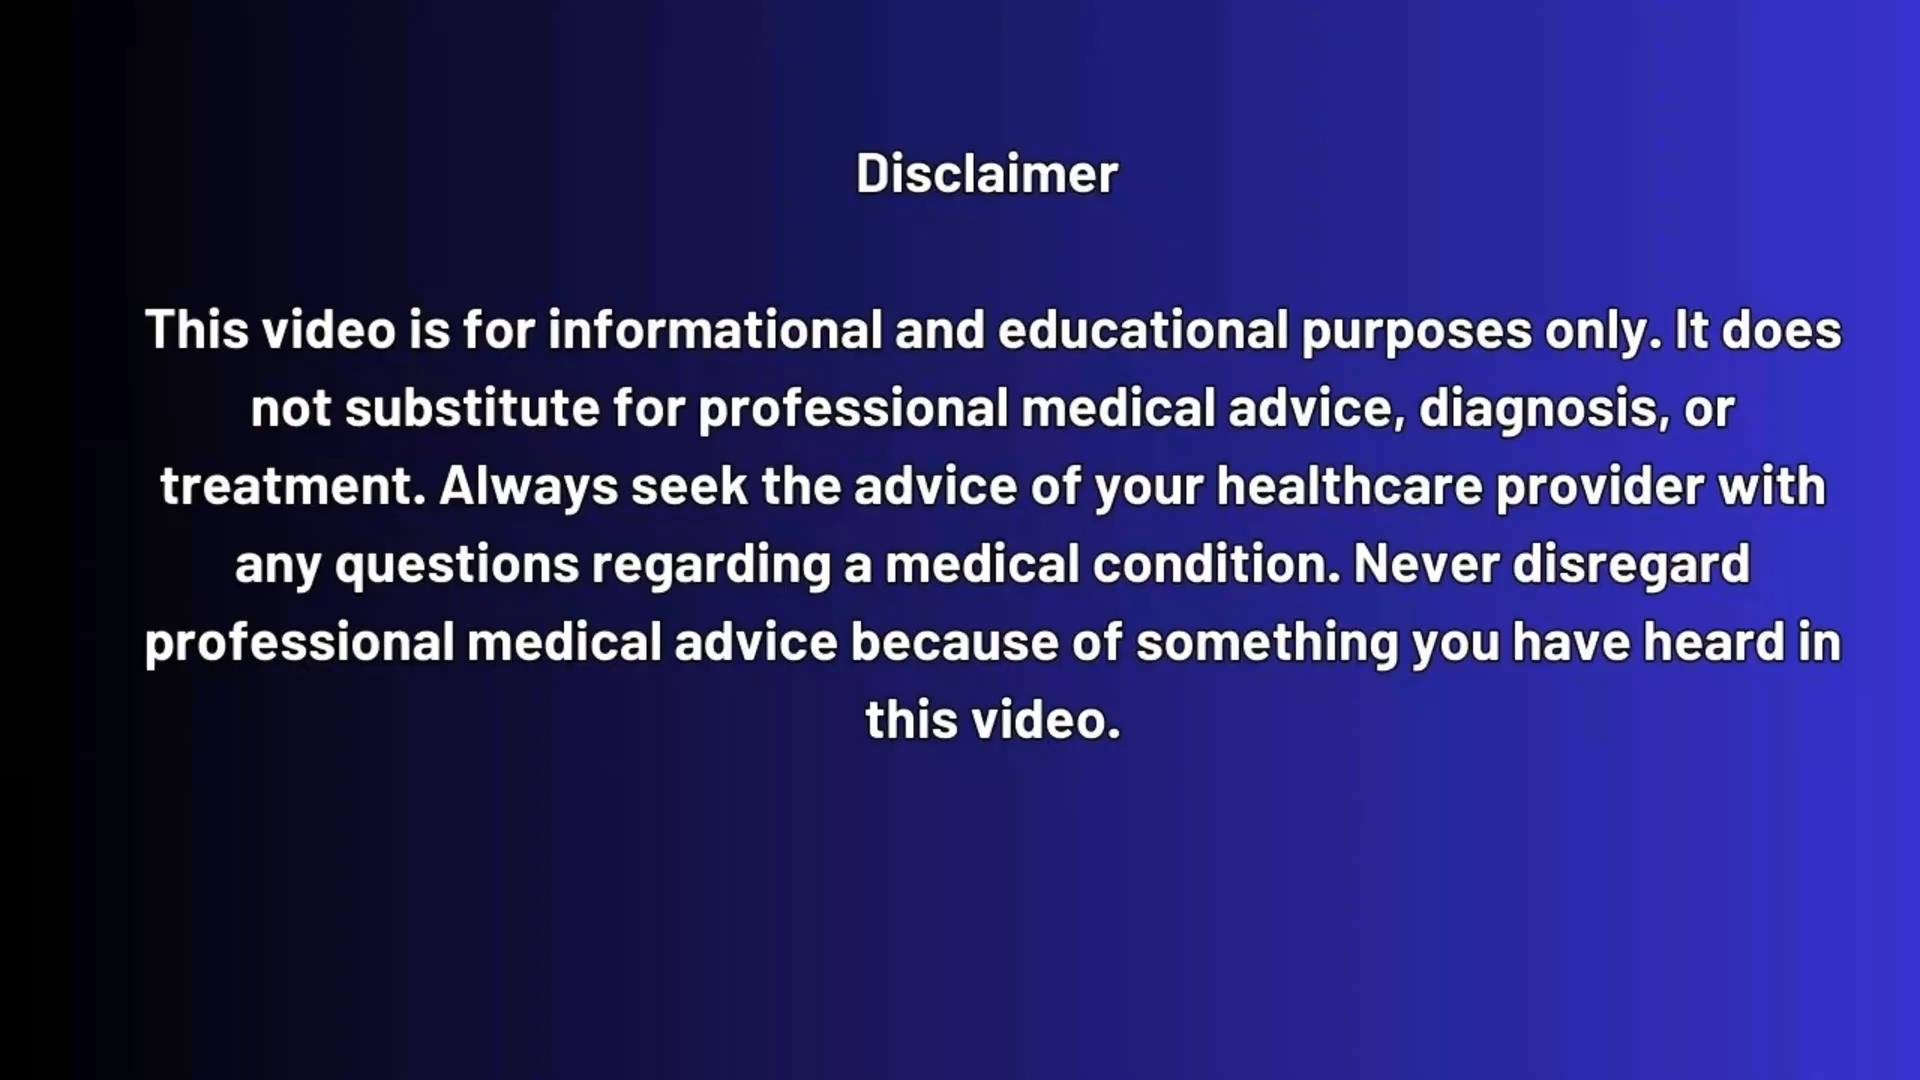 Disclaimer
This video is for informational and educational purposes only. It does
not substitute for professional medical advice, diagnosis, or
treatment. Always seek the advice of your healthcare provider with
any questions regarding a medical condition. Never disregard
professional medical advice because of something you have heard in
this video.